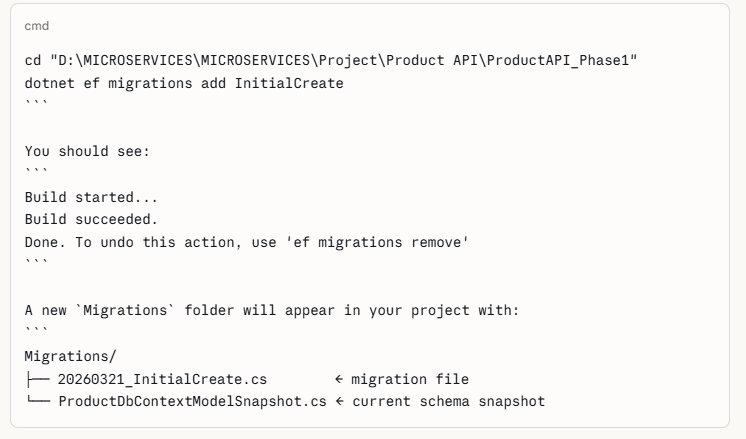 cmd
cd "D:\MICROSERVICES\MICROSERVICES\Project\Product API\ProductAPI_Phase1"
dotnet ef migrations add InitialCreate
```
You should see:
```
Build started...
Build succeeded.
Done. To undo this action, use 'ef migrations remove'
```
A new `Migrations` folder will appear in your project with:
```
Migrations/
├── 20260321_InitialCreate.cs        ← migration file
└── ProductDbContextModelSnapshot.cs ← current schema snapshot